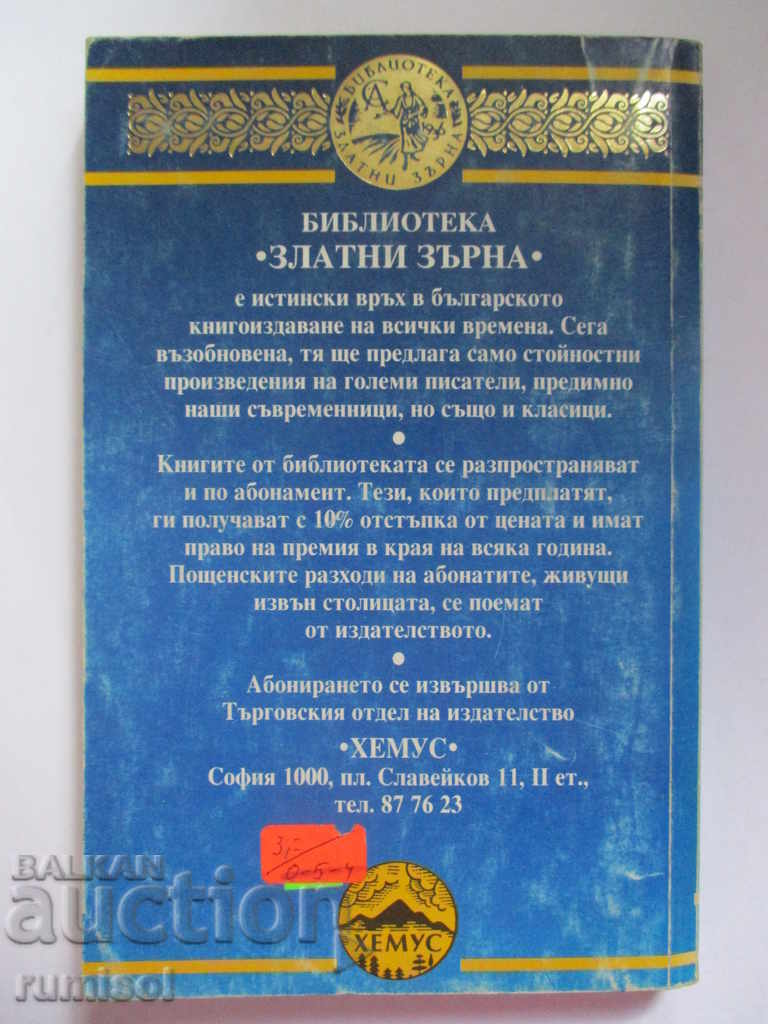 БИБЛИОТЕКА
ЗЛАТНИ ЗЪРНА
БИБЛИОТЕКА
•ЗЛАТНИ ЗЪРНА•
е истински връх в българското
книгоиздаване на всички времена. Сега
възобновена, тя ще предлага само стойностни
произведения на големи писатели, предимно
наши съвременници, но също и класици.
•
Книгите от библиотеката се разпространяват
и по абонамент. Тези, които предплатят,
ги получават с 10% отстъпка от цената и имат
право на премия в края на всяка година.
Пощенските разходи на абонатите, живущи
извън столицата, се поемат
от издателството.
•
Абонирането се извършва от
Търговския отдел на издателство
•ХЕМУС•
София 1000, пл. Славейков 11, II ет.,
тел. 87 76 23
3,-
0-5-4
ХЕМУС
BALKAN
auction
rumisol